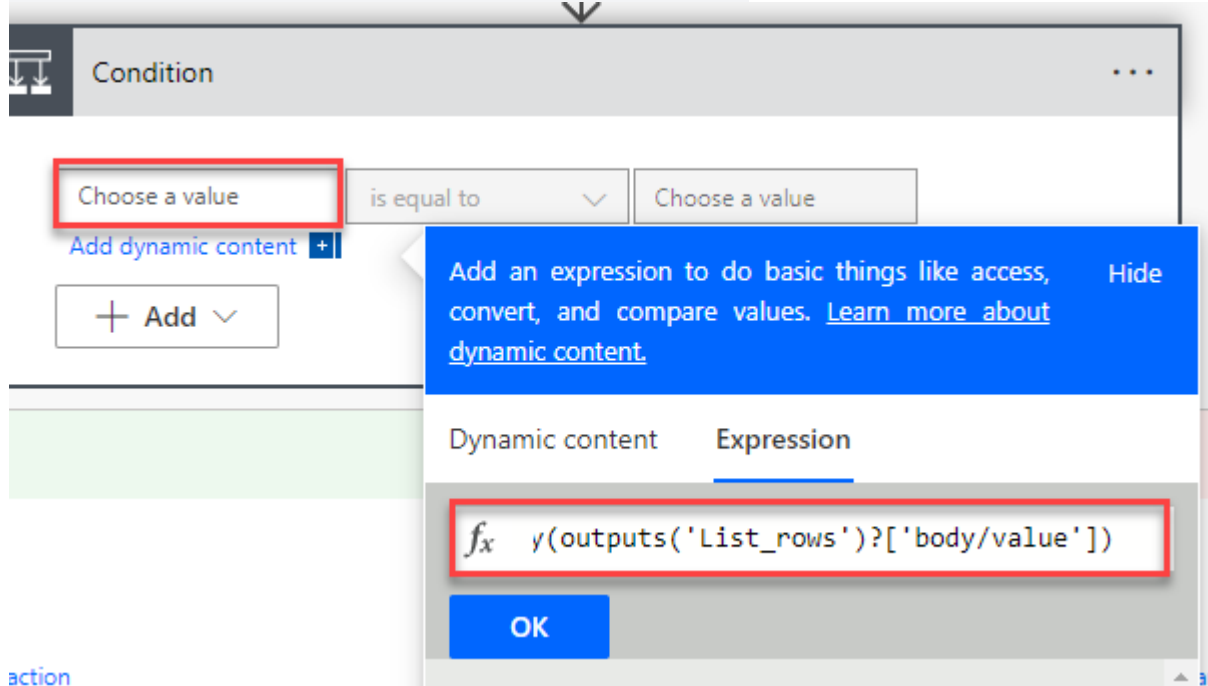 Condition
...
Choose a value
is equal to
Choose a value
Add dynamic content +
+ Add
Add an expression to do basic things like access,
convert, and compare values. Learn more about
dynamic content.
Hide
Dynamic content Expression
fx y(outputs('List_rows')?['body/value'])
OK
action